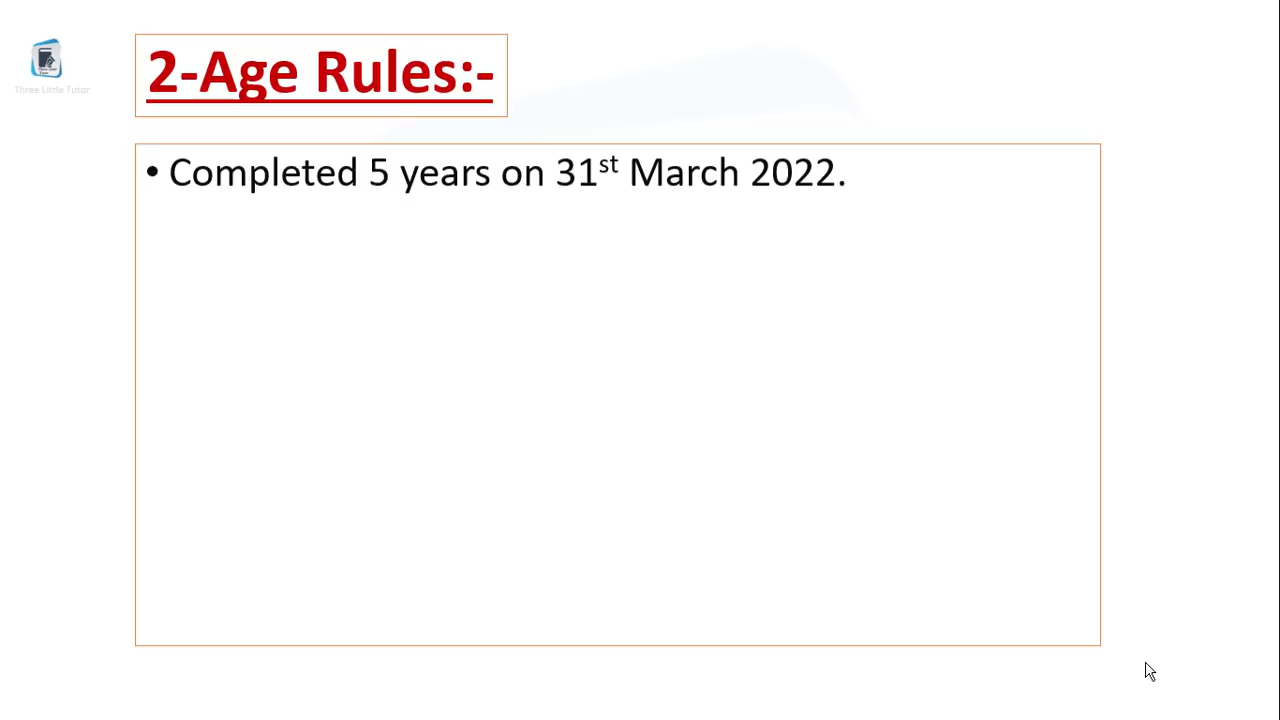 Three Little Tutor
2-Age Rules:-
• Completed 5 years on 31st March 2022.